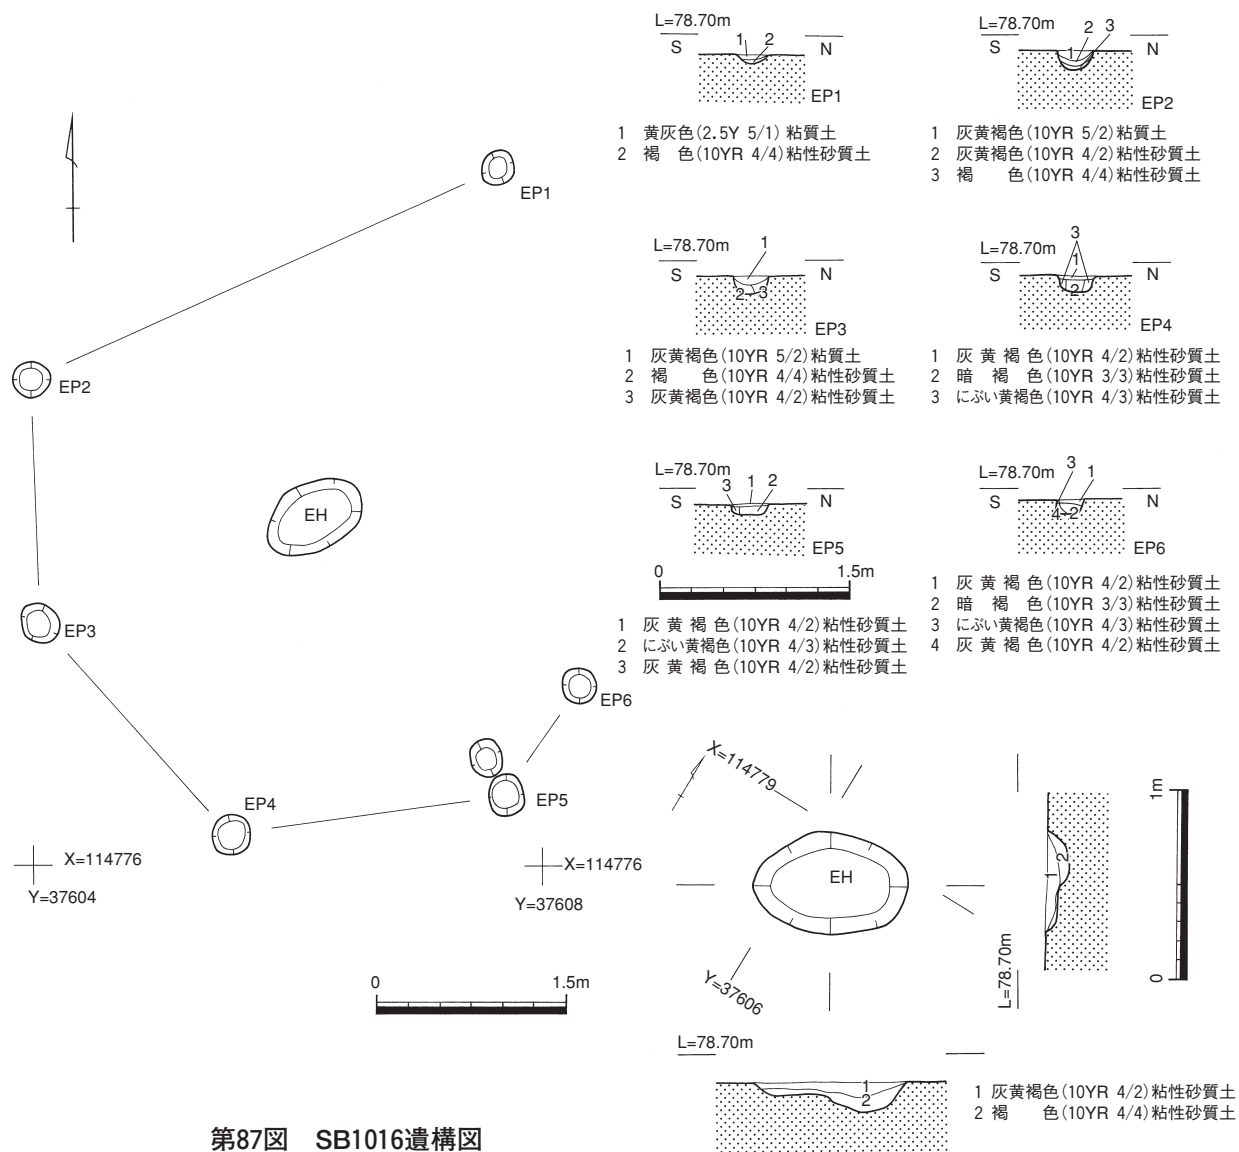 EP1
EP2
EH
EP3
EP6
EP5
EP4
X=114776
Y=37604
X=114776
Y=37608
0 1.5m
第87図 SB1016遺構図
L=78.70m
S 1 2 N
EP1
1 黄灰色(2.5Y 5/1) 粘質土
2 褐 色(10YR 4/4)粘性砂質土
L=78.70m
S 1 2 3 N
EP2
1 灰黄褐色(10YR 5/2)粘質土
2 灰黄褐色(10YR 4/2)粘性砂質土
3 褐 色(10YR 4/4)粘性砂質土
L=78.70m
S 1 N
2 3
EP3
1 灰黄褐色(10YR 5/2)粘質土
2 褐 色(10YR 4/4)粘性砂質土
3 灰黄褐色(10YR 4/2)粘性砂質土
L=78.70m
3
S 1 N
2
EP4
1 灰 黄 褐 色(10YR 4/2)粘性砂質土
2 暗 褐 色(10YR 3/3)粘性砂質土
3 にぶい黄褐色(10YR 4/3)粘性砂質土
L=78.70m
S 3 1 2 N
EP5
0 1.5m
1 灰 黄 褐 色(10YR 4/2)粘性砂質土
2 にぶい黄褐色(10YR 4/3)粘性砂質土
3 灰 黄 褐 色(10YR 4/2)粘性砂質土
L=78.70m
S 3 1 N
4 2
EP6
1 灰 黄 褐 色(10YR 4/2)粘性砂質土
2 暗 褐 色(10YR 3/3)粘性砂質土
3 にぶい黄褐色(10YR 4/3)粘性砂質土
4 灰 黄 褐 色(10YR 4/2)粘性砂質土
X=114779
EH
Y=37606
1 2
L=78.70m
0 1m
L=78.70m
1
2
1 灰黄褐色(10YR 4/2)粘性砂質土
2 褐 色(10YR 4/4)粘性砂質土